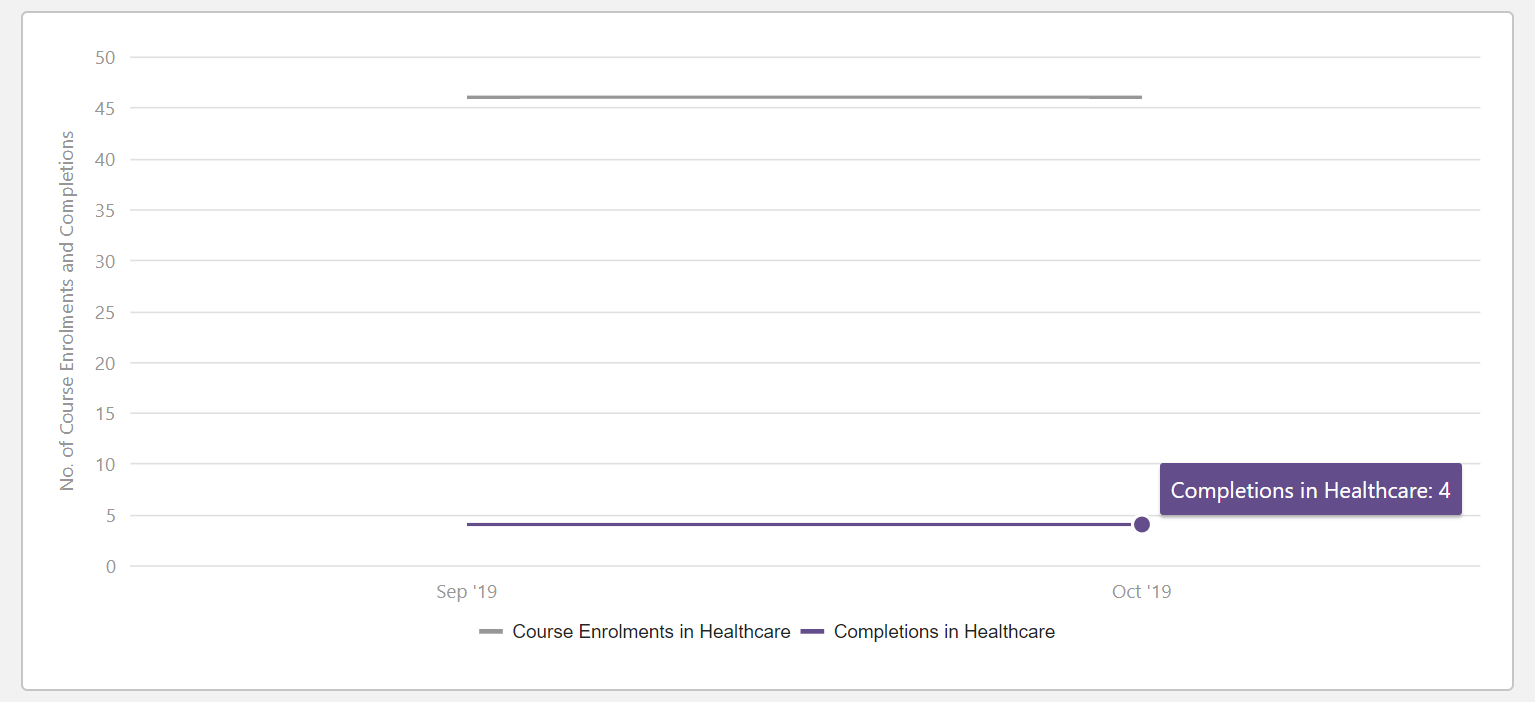 No. of Course Enrolments and Completions
50
45
40
35
30
25
20
15
10
5
0
Completions in Healthcare: 4
Sep '19 Oct '19
Course Enrolments in Healthcare Completions in Healthcare